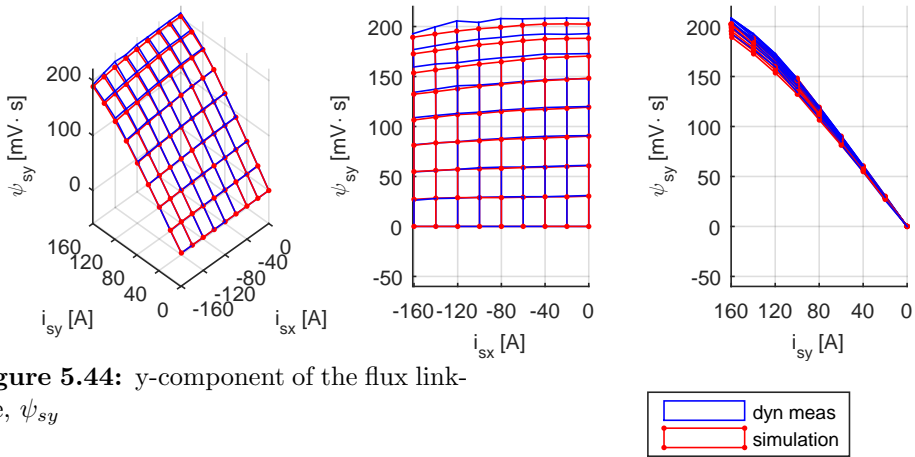 200
100
0
ψsy [mV· s]
160
120
80
40
0
isy [A]
0
-40
-80
-120
-160
isx [A]
200
150
100
50
0
-50
ψsy [mV· s]
-160 -120 -80 -40 0
isx [A]
200
150
100
50
0
-50
ψsy [mV· s]
160 120 80 40 0
isy [A]
gure 5.44: y-component of the flux link-
e, ψsy
dyn meas
simulation